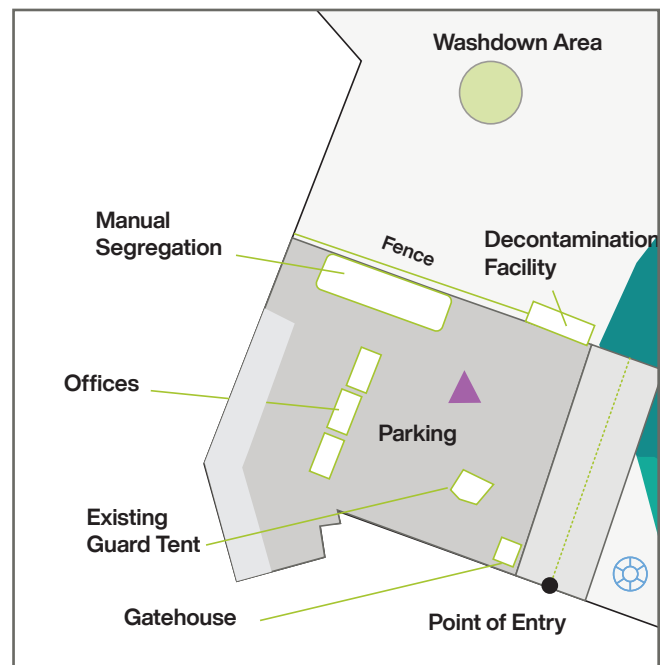 Washdown Area
Manual
Segregation
Fence
Decontamination
Facility
Offices
Parking
Existing
Guard Tent
Gatehouse
Point of Entry